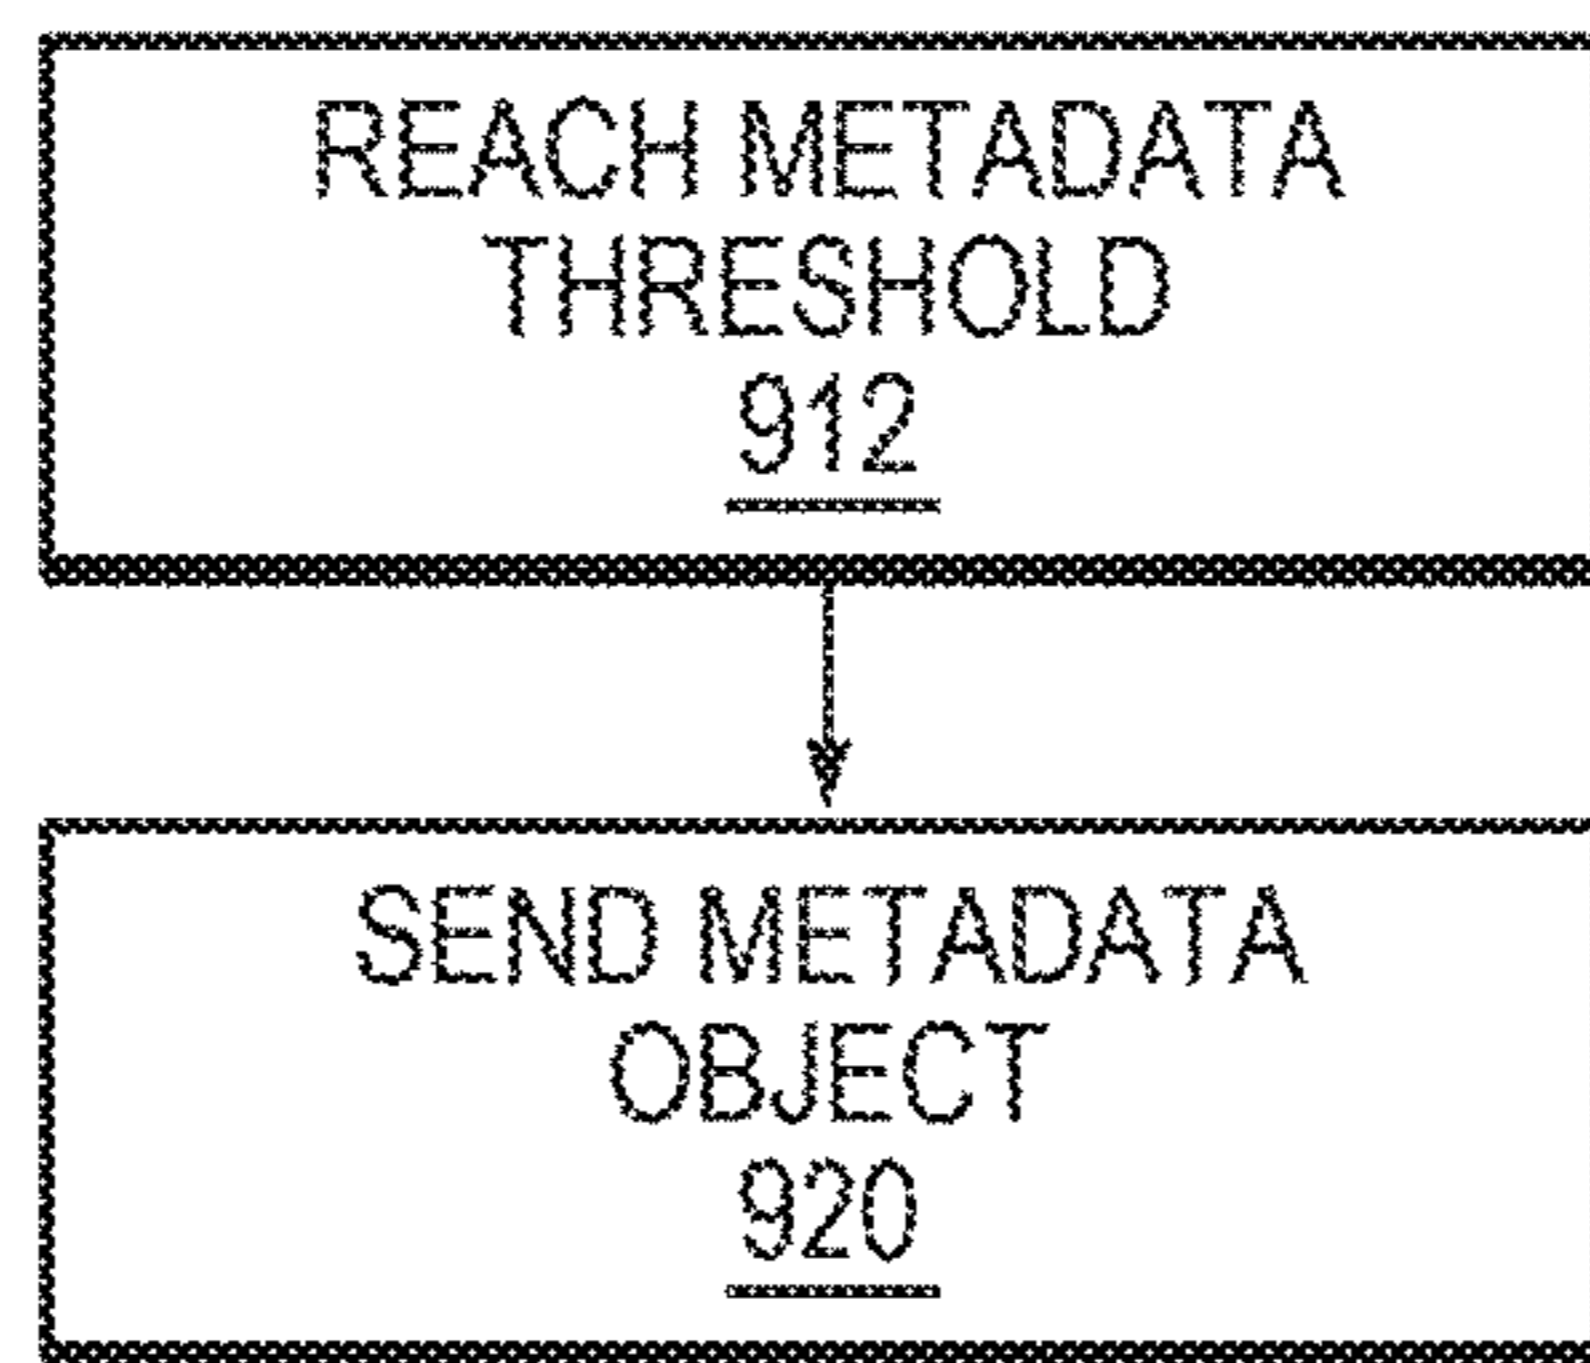 REACH METADATA
THRESHOLD
912
SEND METADATA
OBJECT
920